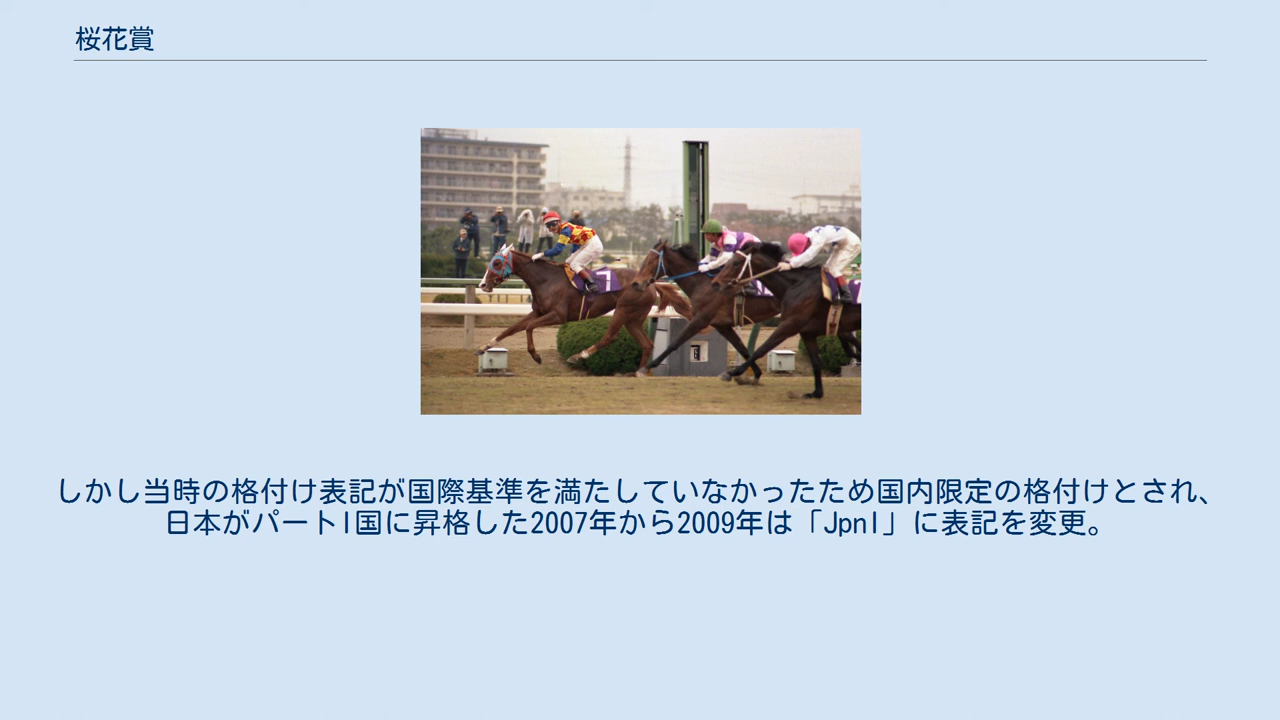 桜花賞
7
しかし当時の格付け表記が国際基準を満たしていなかったため国内限定の格付けとされ、
日本がパートI国に昇格した2007年から2009年は「JpnI」に表記を変更。